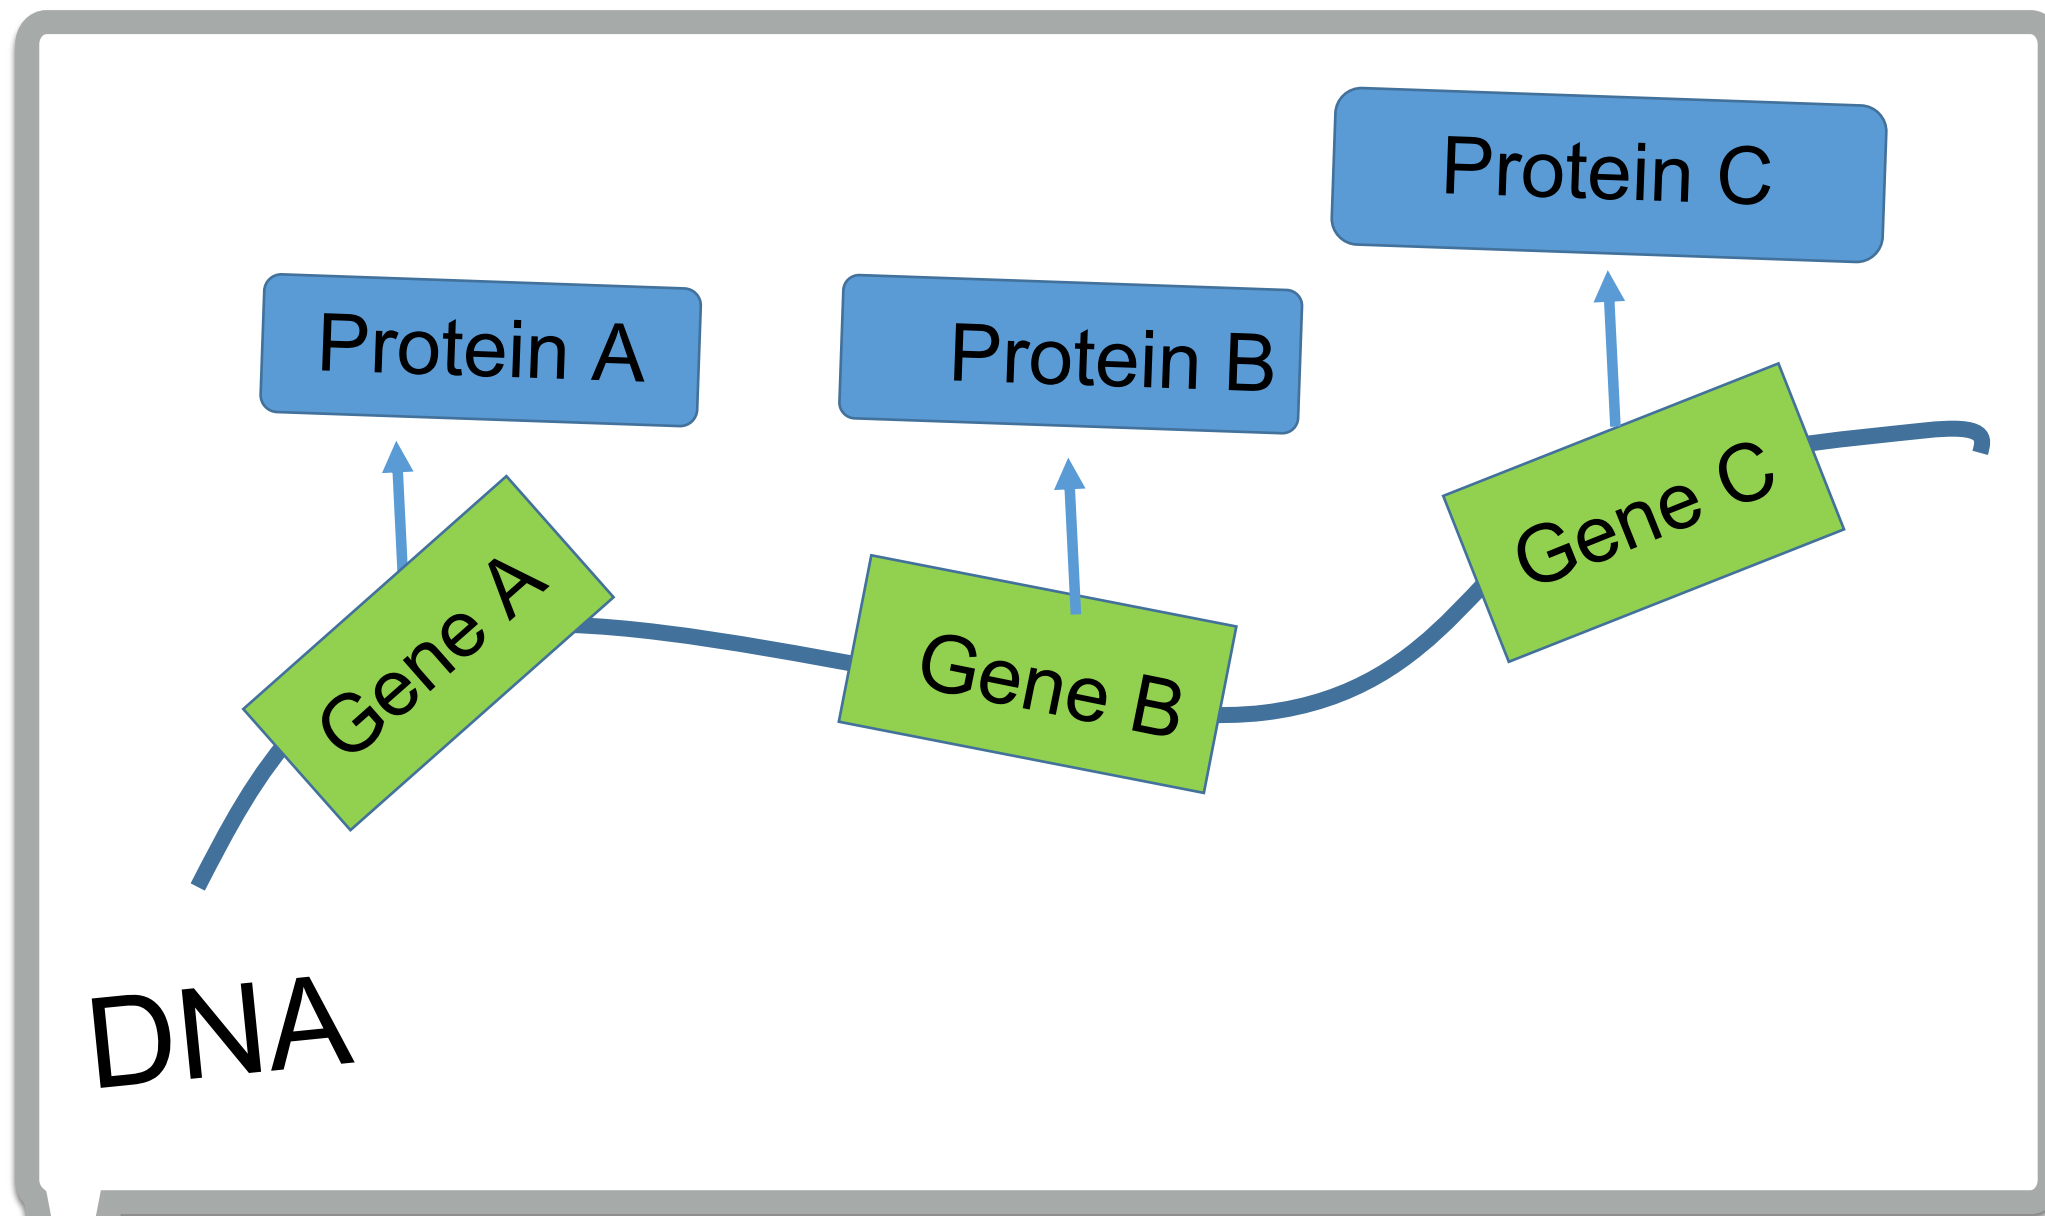 Protein C
Protein A
Protein B
Gene C
Gene A
Gene B
DNA